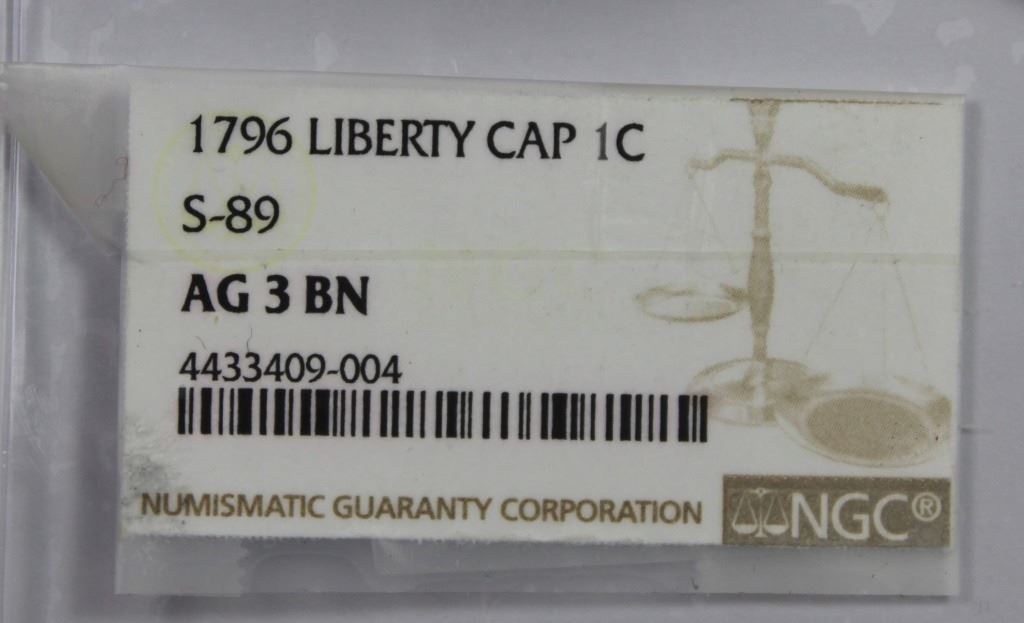 1796 LIBERTY CAP 1C
S-89
AG 3 BN
4433409-004
NUMISMATIC GUARANTY CORPORATION
NGC®